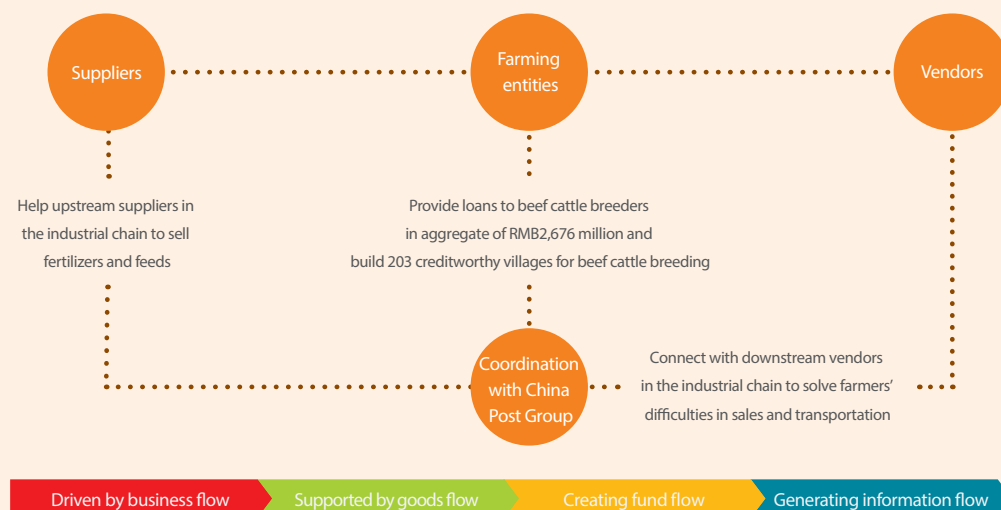 Suppliers
Farming
entities
Vendors
Help upstream suppliers in
the industrial chain to sell
fertilizers and feeds
Provide loans to beef cattle breeders
in aggregate of RMB2,676 million and
build 203 creditworthy villages for beef cattle breeding
Coordination
with China
Post Group
Connect with downstream vendors
in the industrial chain to solve farmers’
difficulties in sales and transportation
Driven by business flow
Supported by goods flow
Creating fund flow
Generating information flow